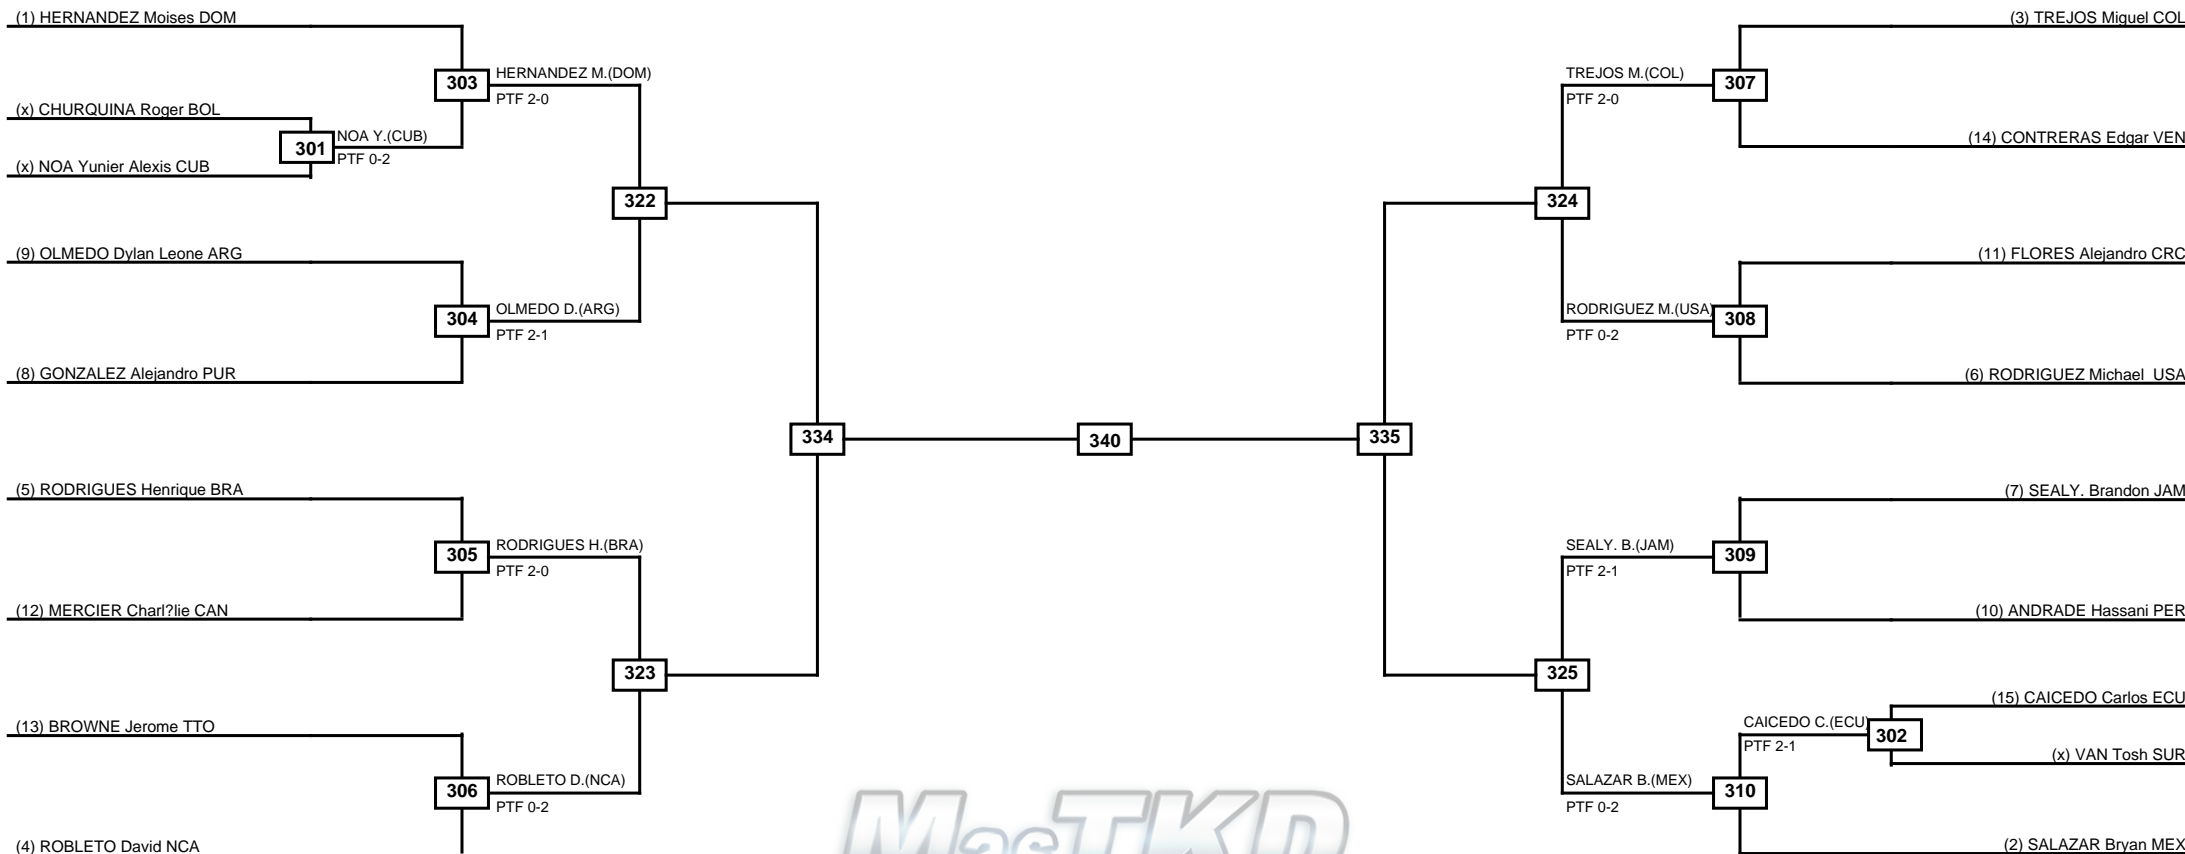 (1) HERNANDEZ Moises DOM
303
HERNANDEZ M.(DOM)
PTF 2-0
(x) CHURQUINA Roger BOL
301
NOA Y.(CUB)
PTF 0-2
(x) NOA Yunier Alexis CUB
322
(9) OLMEDO Dylan Leone ARG
304
OLMEDO D.(ARG)
PTF 2-1
(8) GONZALEZ Alejandro PUR
334
(5) RODRIGUES Henrique BRA
305
RODRIGUES H.(BRA)
PTF 2-0
(12) MERCIER Charl?lie CAN
323
(13) BROWNE Jerome TTO
306
ROBLETO D.(NCA)
PTF 0-2
(4) ROBLETO David NCA
340
(3) TREJOS Miguel COL
TREJOS M.(COL)
307
PTF 2-0
(14) CONTRERAS Edgar VEN
324
(11) FLORES Alejandro CRC
RODRIGUEZ M.(USA)
308
PTF 0-2
(6) RODRIGUEZ Michael  USA
335
(7) SEALY. Brandon JAM
SEALY. B.(JAM)
309
PTF 2-1
(10) ANDRADE Hassani PER
325
(15) CAICEDO Carlos ECU
CAICEDO C.(ECU)
302
PTF 2-1
(x) VAN Tosh SUR
SALAZAR B.(MEX)
310
PTF 0-2
(2) SALAZAR Bryan MEX
MasTKD